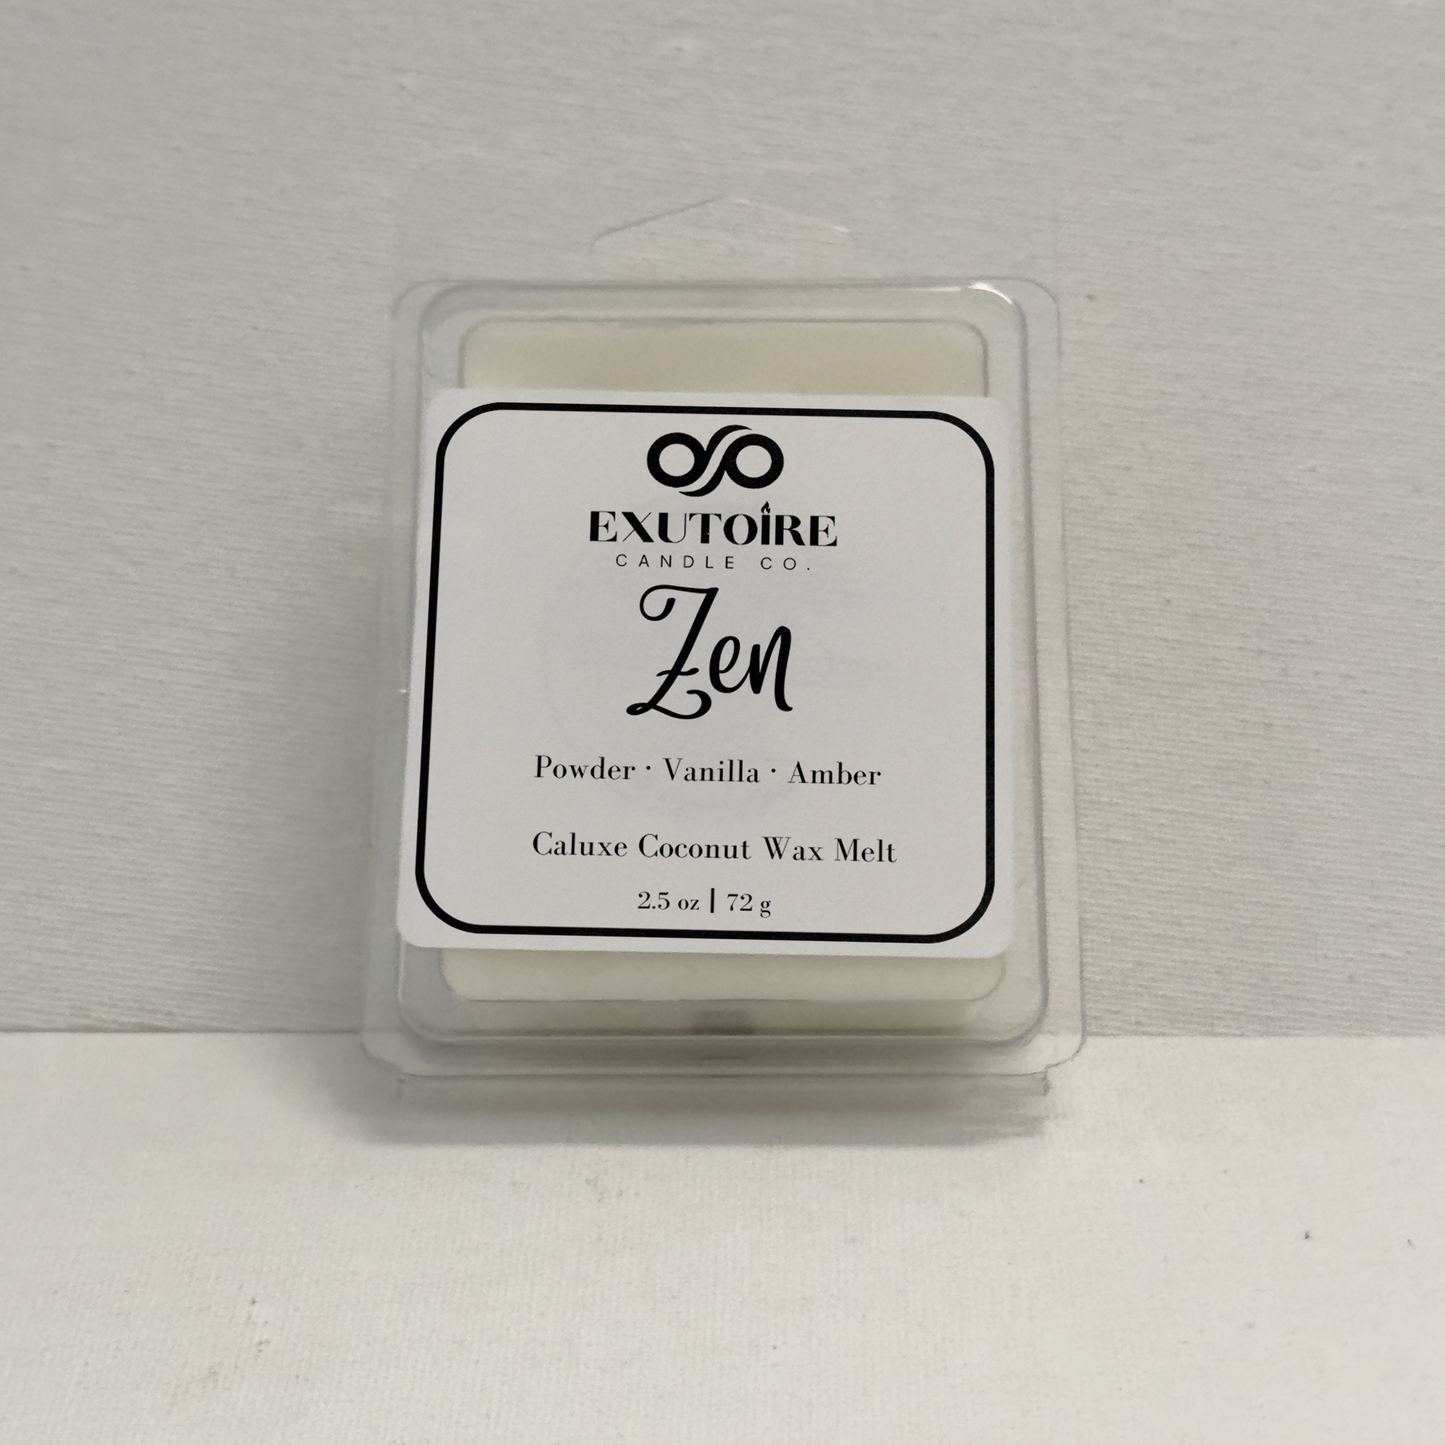 EXUTOIRE
CANDLE CO.
Zen
Powder · Vanilla · Amber
Caluxe Coconut Wax Melt
2.5 oz | 72 g